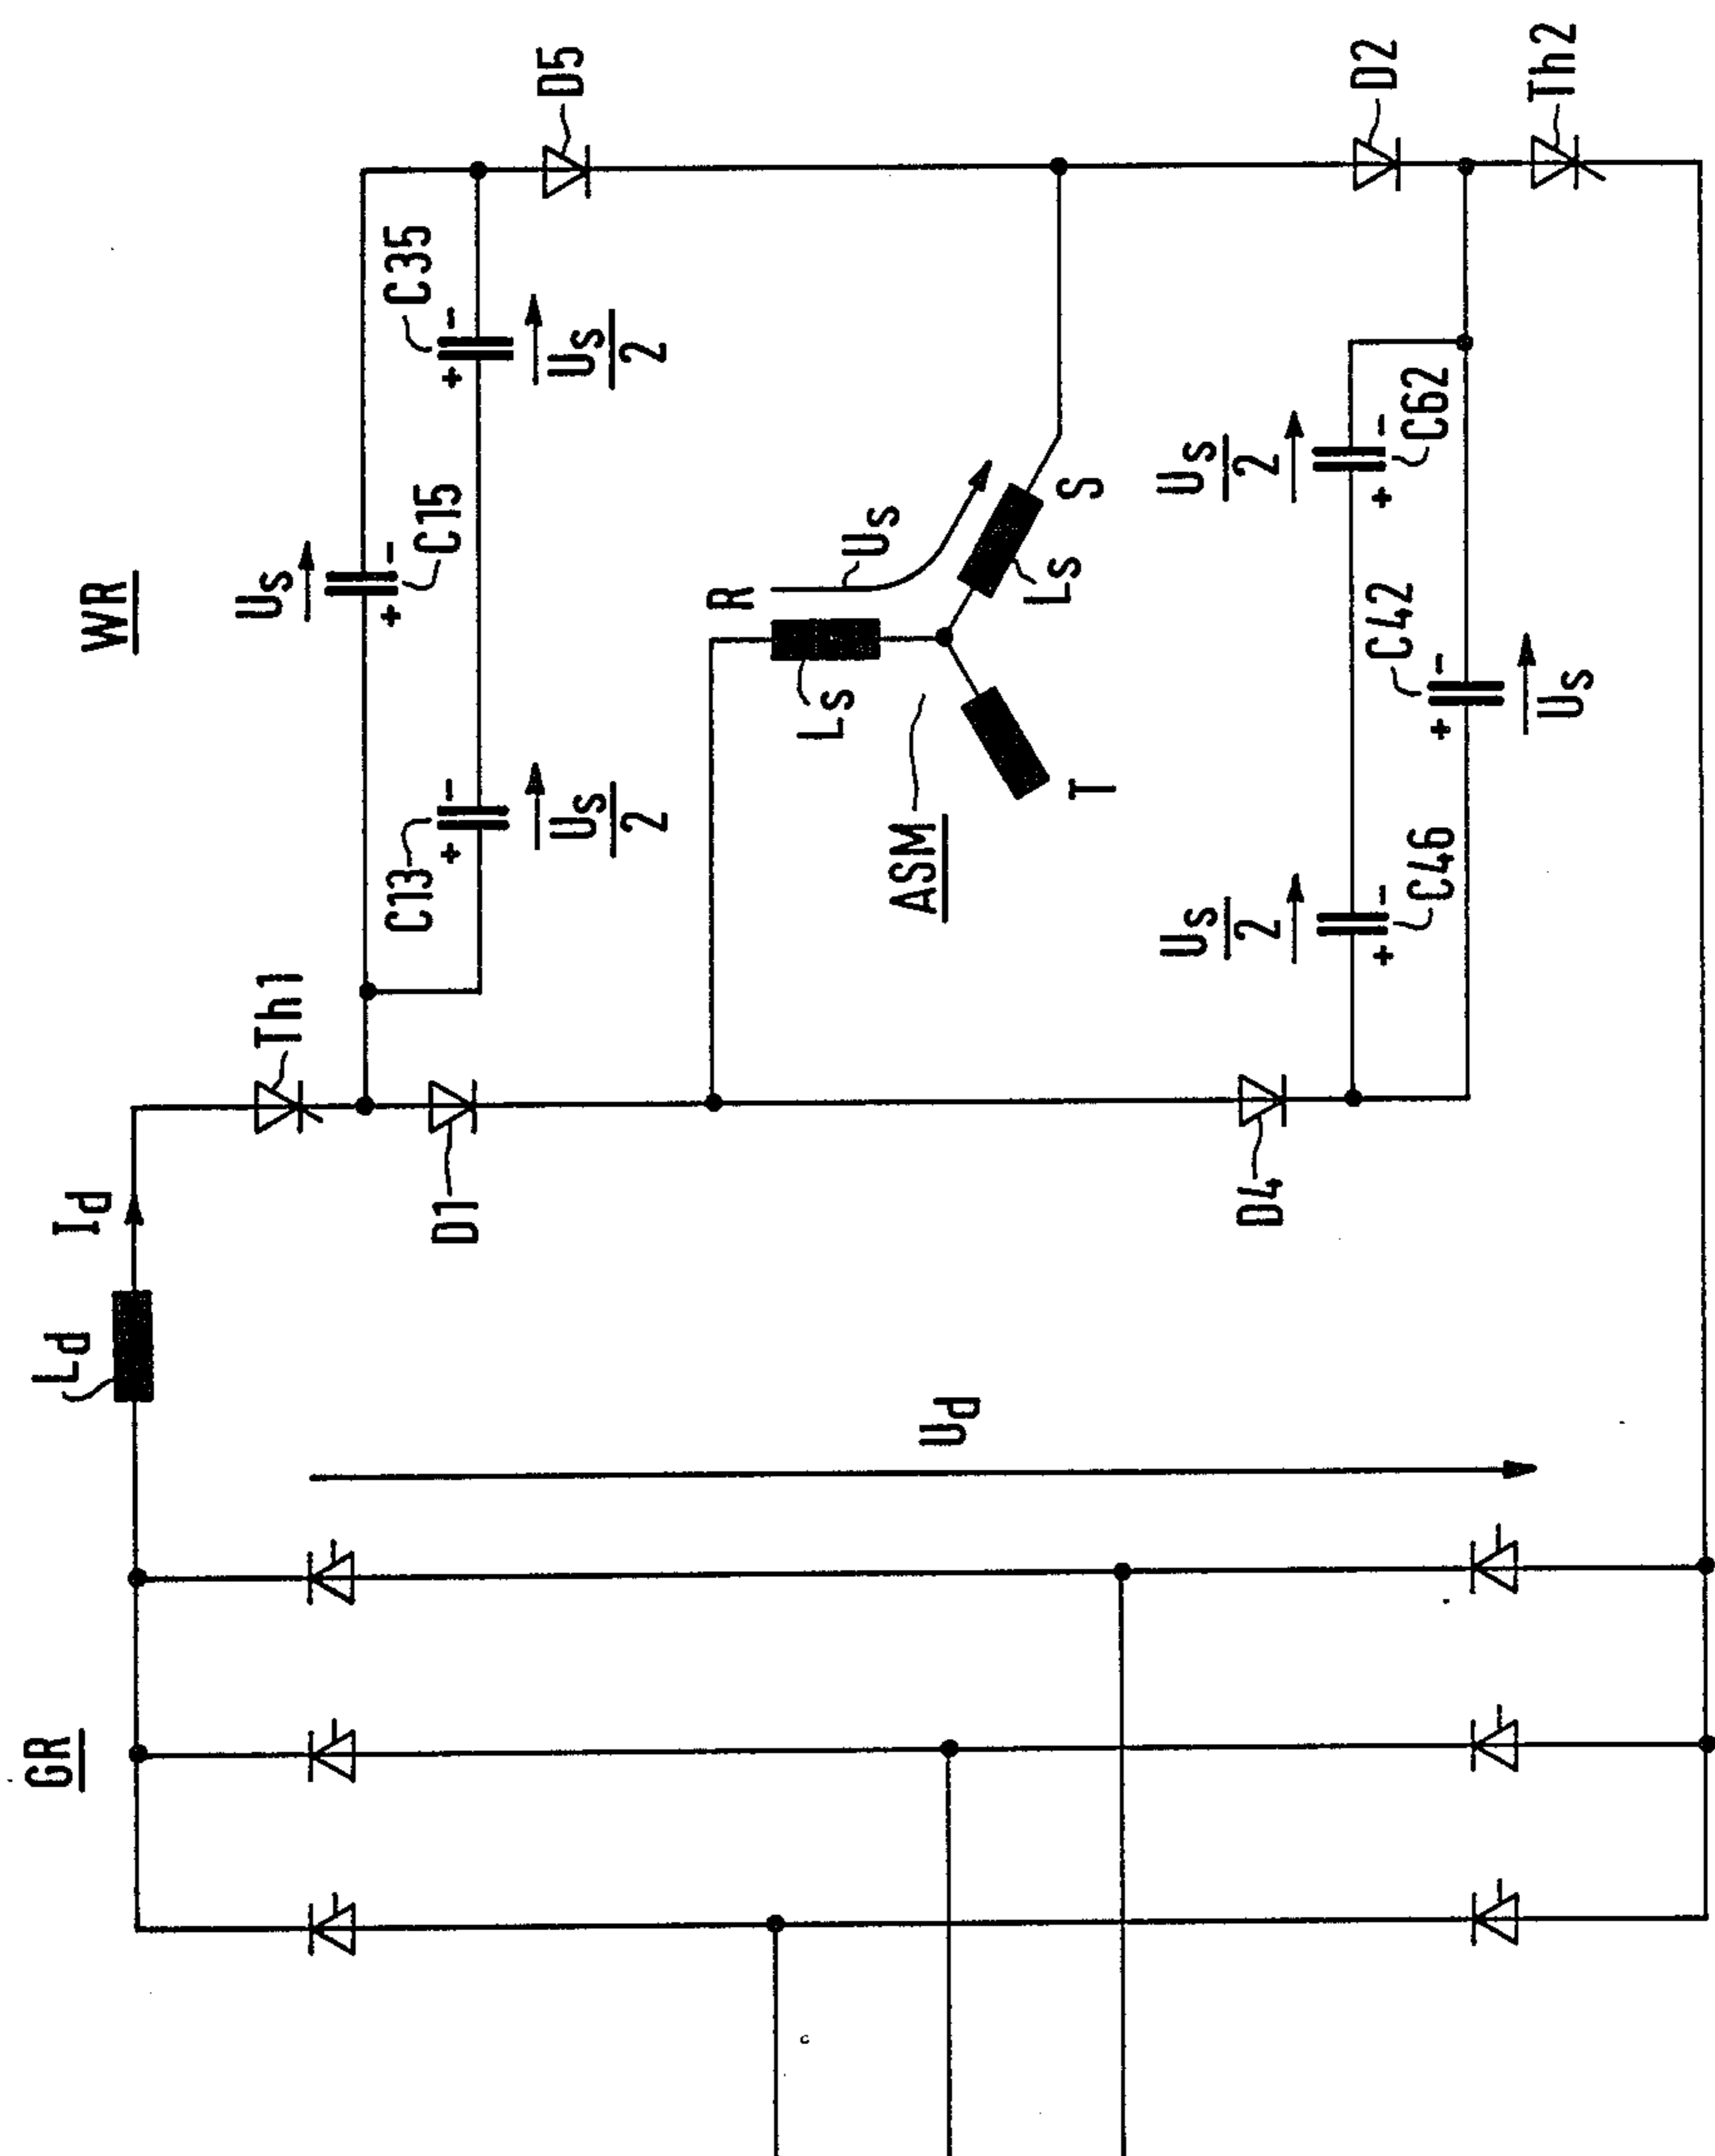 GR
Ld
Id
WR
Th1
Us
+ -
C15
C13
+ -
Us
2
C35
+ -
Us
2
D5
D1
R
Us
Ls
Ls
S
T
ASM
Ud
D4
Us
2
+ -
C46
Us
2
+ -
C62
C42
+ -
Us
D2
Th2